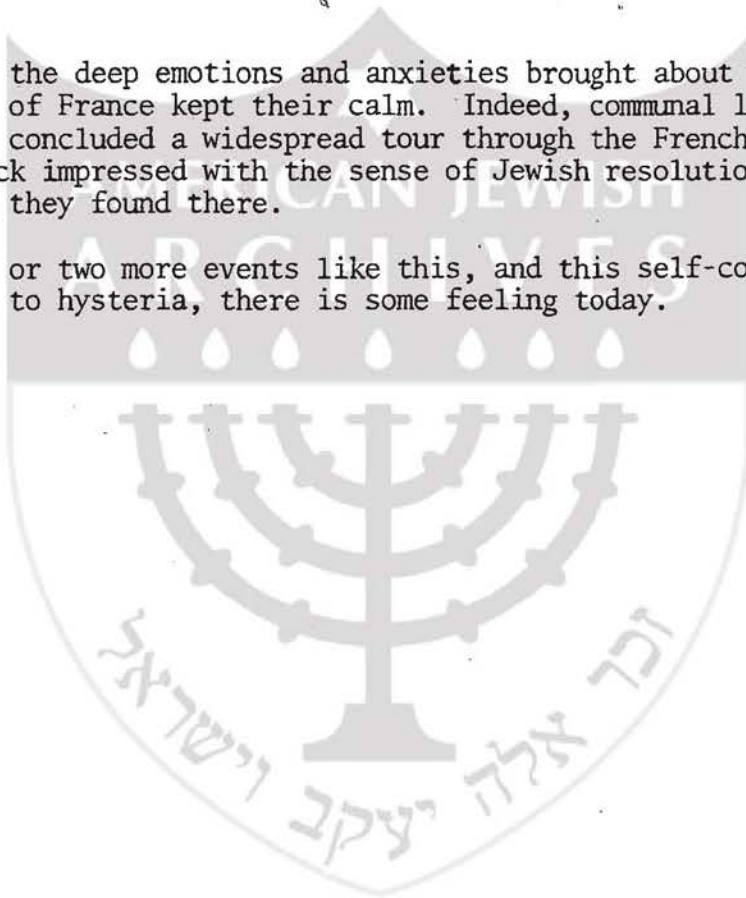 the deep emotions and anxieties brought about
of France kept their calm. Indeed, communal l
concluded a widespread tour through the French
ck impressed with the sense of Jewish resolutio
they found there.
or two more events like this, and this self-co
to hysteria, there is some feeling today.
AMERICAN JEWISH
ARCHIVES
זכר אלה יעקב וישראל